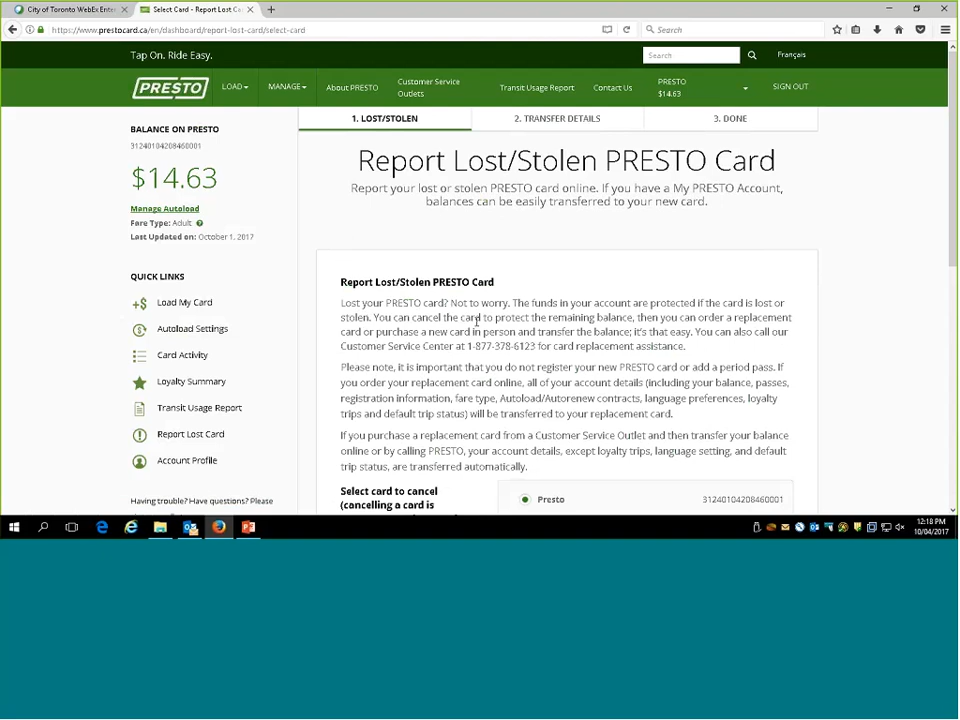 City of Toronto WebEx Enter
Select Card - Report Lost Ca
https://www.prestocard.ca/en/dashboard/report-lost-card/select-card
Search
Tap On. Ride Easy.
Search
Français
PRESTO
LOAD
MANAGE
About PRESTO
Customer Service Outlets
Transit Usage Report
Contact Us
PRESTO $14.63
SIGN OUT
BALANCE ON PRESTO
31240104208460001
$14.63
Manage Autoload
Fare Type: Adult
Last Updated on: October 1, 2017
QUICK LINKS
Load My Card
Autoload Settings
Card Activity
Loyalty Summary
Transit Usage Report
Report Lost Card
Account Profile
Having trouble? Have questions? Please
1. LOST/STOLEN
2. TRANSFER DETAILS
3. DONE
Report Lost/Stolen PRESTO Card
Report your lost or stolen PRESTO card online. If you have a My PRESTO Account,
balances can be easily transferred to your new card.
Report Lost/Stolen PRESTO Card
Lost your PRESTO card? Not to worry. The funds in your account are protected if the card is lost or
stolen. You can cancel the card to protect the remaining balance, then you can order a replacement
card or purchase a new card in person and transfer the balance; it's that easy. You can also call our
Customer Service Center at 1-877-378-6123 for card replacement assistance.
Please note, it is important that you do not register your new PRESTO card or add a period pass. If
you order your replacement card online, all of your account details (including your balance, passes,
registration information, fare type, Autoload/Autorenew contracts, language preferences, loyalty
trips and default trip status) will be transferred to your replacement card.
If you purchase a replacement card from a Customer Service Outlet and then transfer your balance
online or by calling PRESTO, your account details, except loyalty trips, language setting, and default
trip status, are transferred automatically.
Select card to cancel
(cancelling a card is
Presto
31240104208460001
12:18 PM
10/04/2017